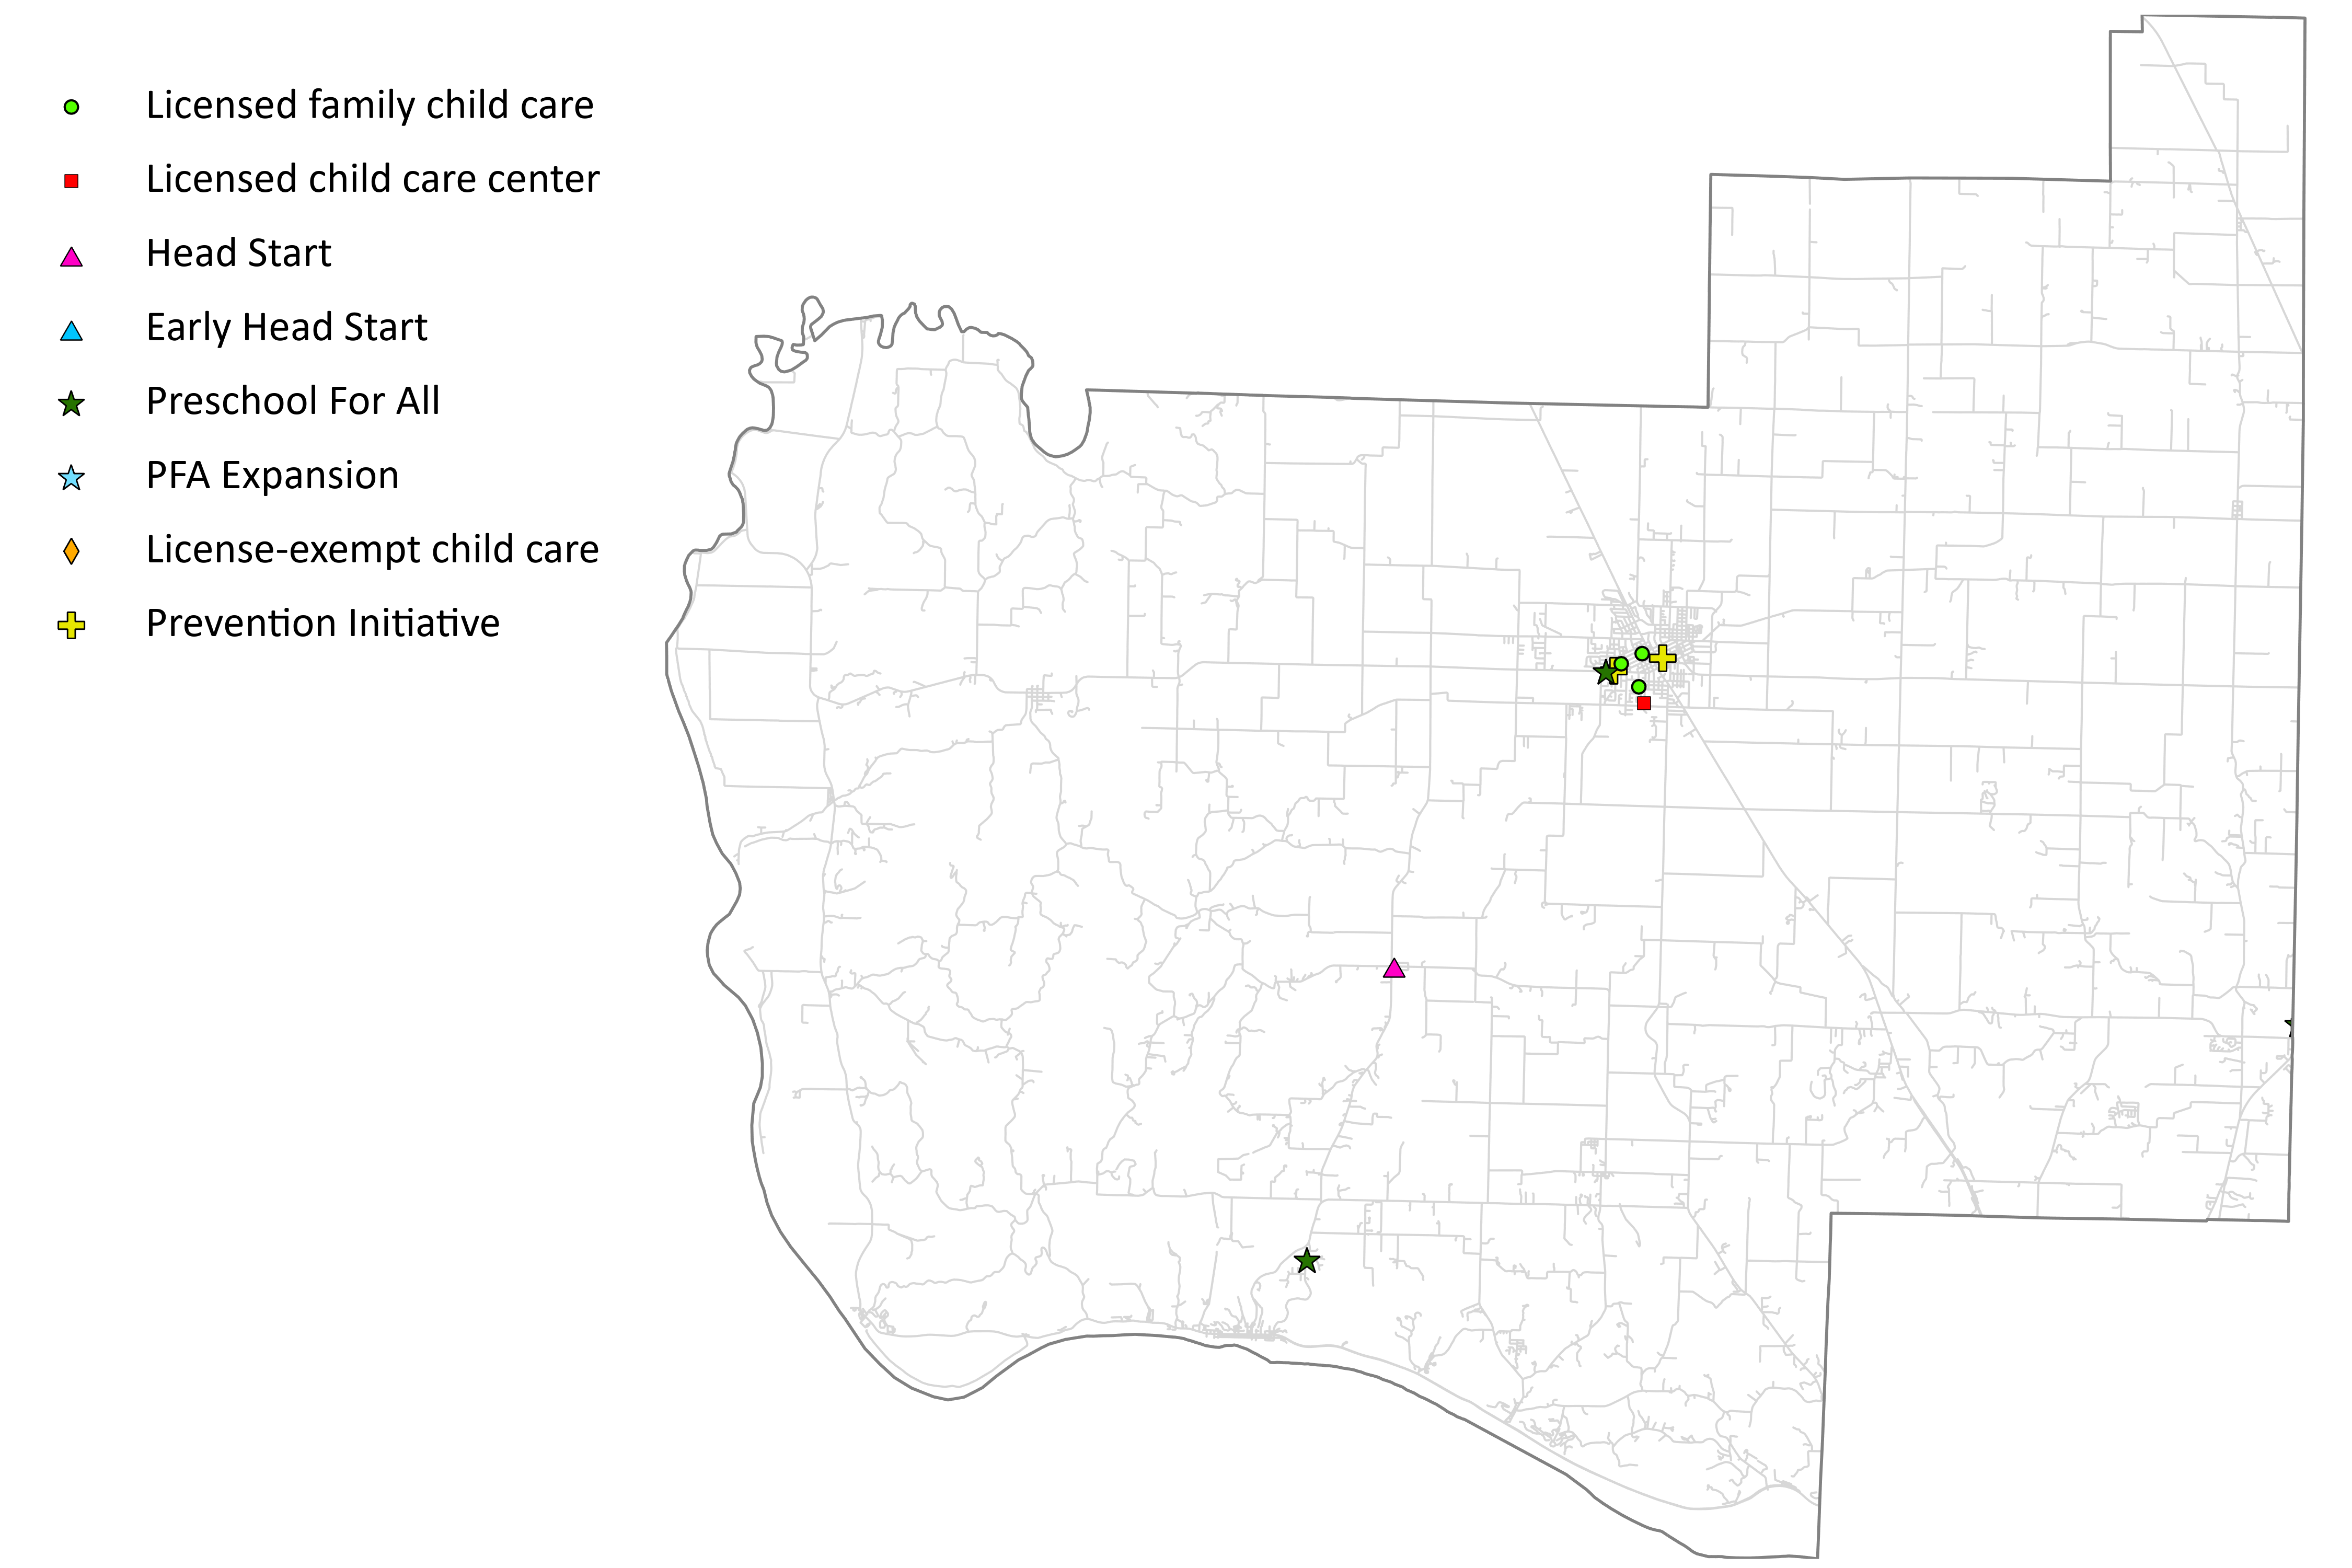 Licensed family child care
Licensed child care center
Head Start
Early Head Start
Preschool For All
PFA Expansion
License-exempt child care
Prevention Initiative